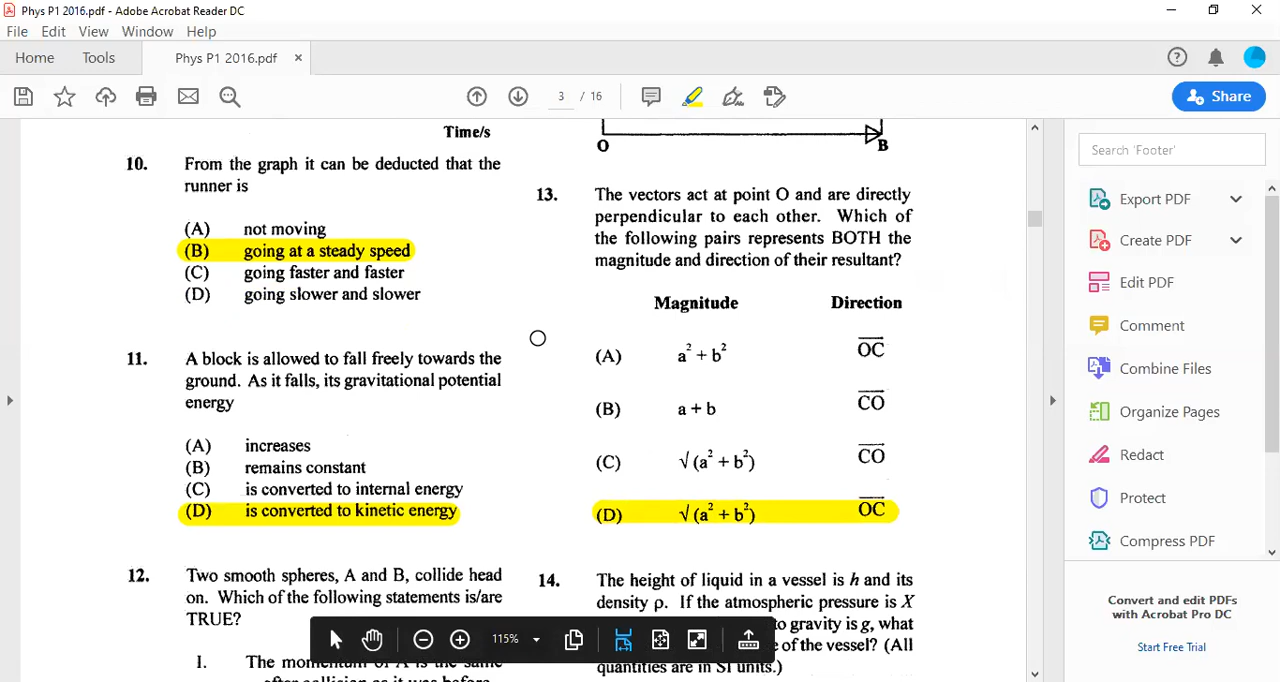 Phys P1 2016.pdf - Adobe Acrobat Reader DC
File Edit View Window Help
Home Tools Phys P1 2016.pdf ×
3 / 16
Share
Time/s
10. From the graph it can be deducted that the
runner is
(A) not moving
(B) going at a steady speed
(C) going faster and faster
(D) going slower and slower
11. A block is allowed to fall freely towards the
ground. As it falls, its gravitational potential
energy
(A) increases
(B) remains constant
(C) is converted to internal energy
(D) is converted to kinetic energy
12. Two smooth spheres, A and B, collide head
on. Which of the following statements is/are
TRUE?
I. The momentum of A is the same
O B
13. The vectors act at point O and are directly
perpendicular to each other. Which of
the following pairs represents BOTH the
magnitude and direction of their resultant?
Magnitude Direction
(A) a² + b² OC
(B) a + b CO
(C) √(a² + b²) CO
(D) √(a² + b²) OC
14. The height of liquid in a vessel is h and its
density ρ. If the atmospheric pressure is X
to gravity is g, what
of the vessel? (All
quantities are in SI units.)
115%
Search 'Footer'
Export PDF
Create PDF
Edit PDF
Comment
Combine Files
Organize Pages
Redact
Protect
Compress PDF
Convert and edit PDFs
with Acrobat Pro DC
Start Free Trial